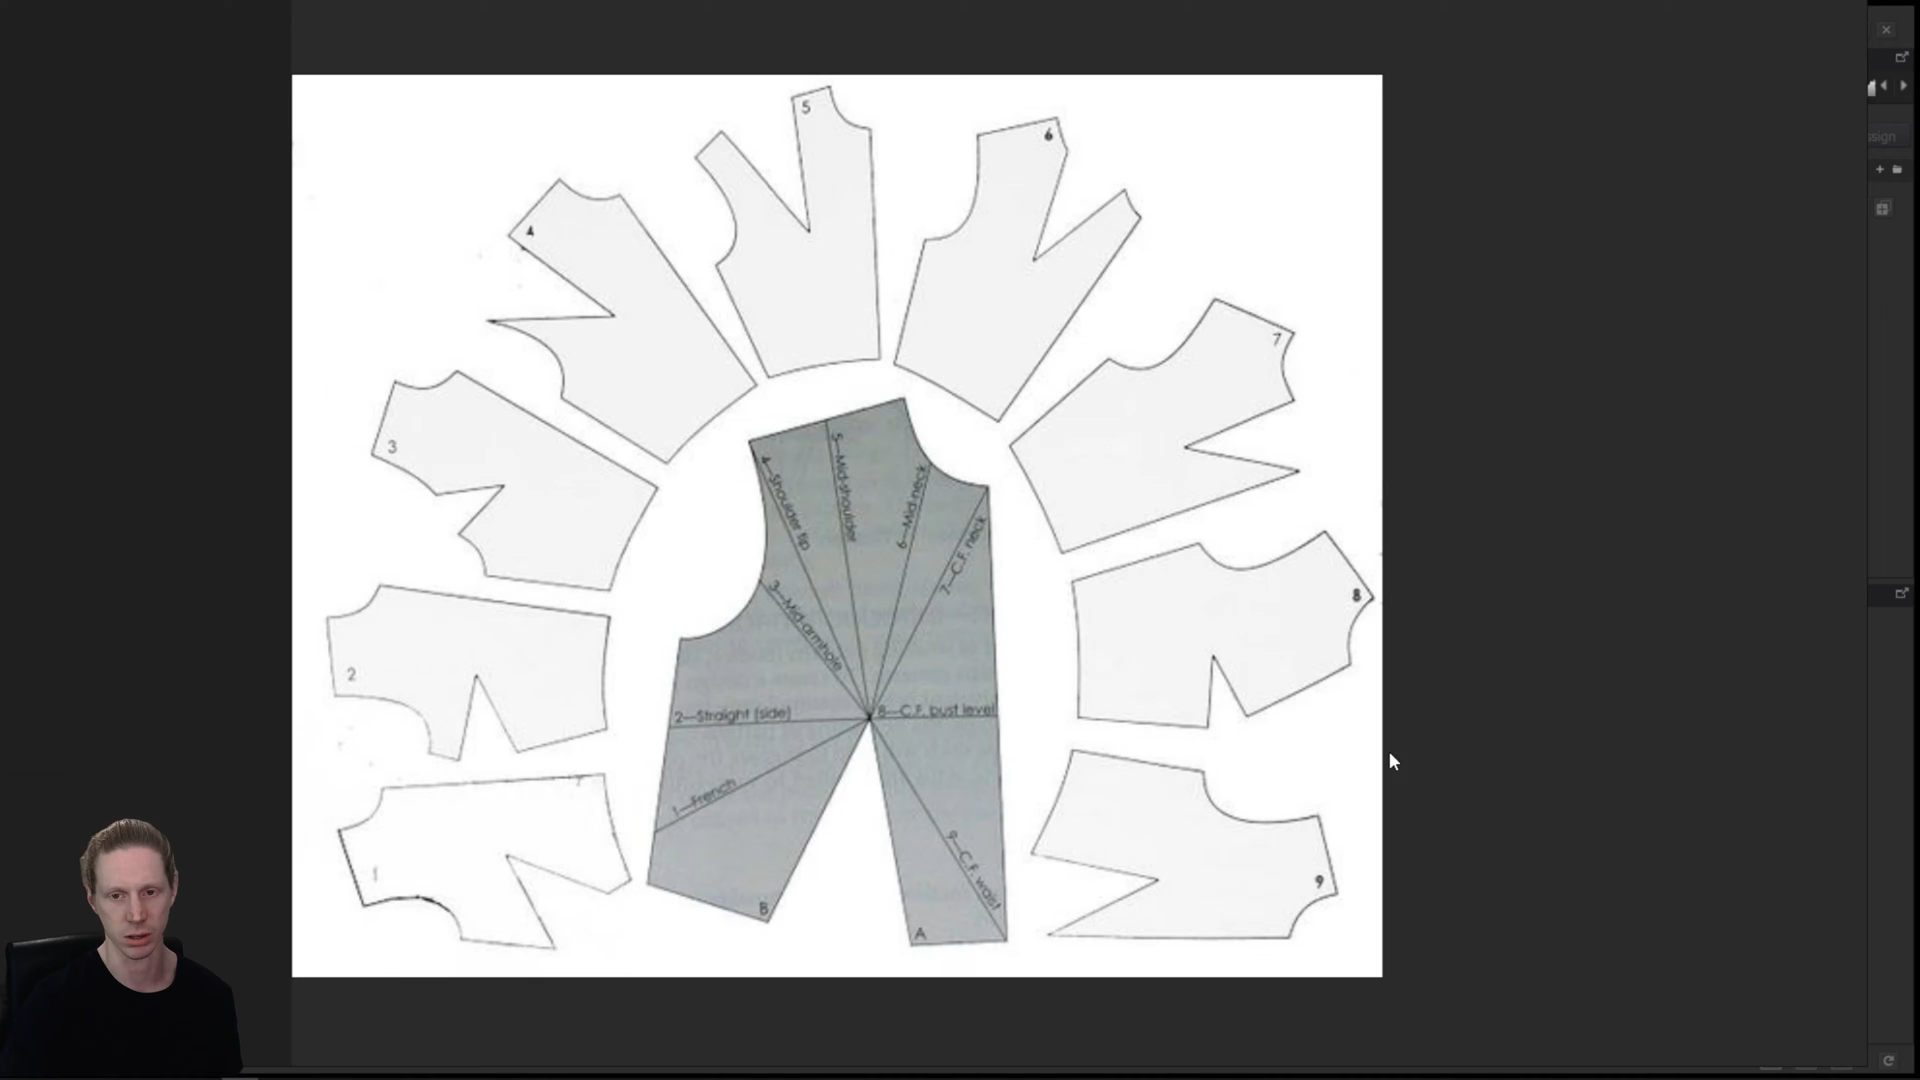 5
6
4
7
3
5—Mid-shoulder
4—Shoulder tip
6—Mid-neck
7—C.F. neck
3—Mid-armhole
8
2
2—Straight (side)
8—C.F. bust level
1—French
9—C.F. waist
1
9
B
A
sign